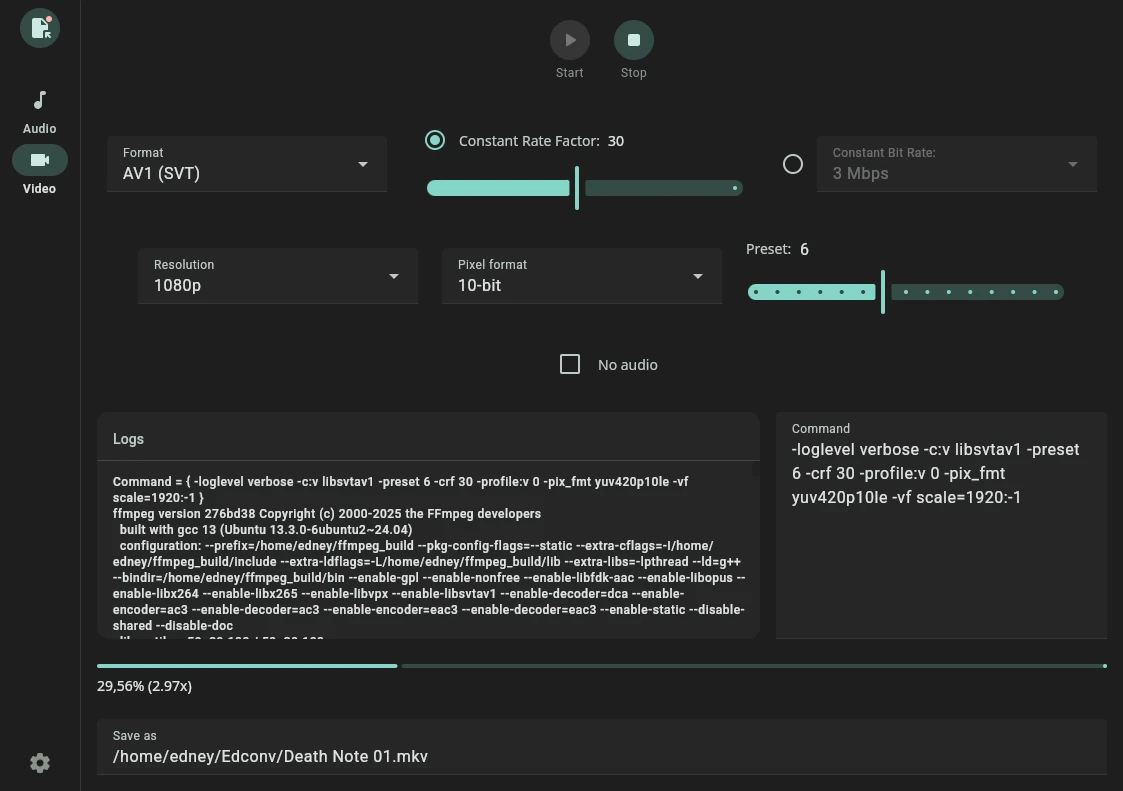 Start
Stop
Audio
Video
Format
AV1 (SVT)
Constant Rate Factor: 30
Constant Bit Rate:
3 Mbps
Resolution
1080p
Pixel format
10-bit
Preset: 6
No audio
Logs
Command = { -loglevel verbose -c:v libsvtav1 -preset 6 -crf 30 -profile:v 0 -pix_fmt yuv420p10le -vf
scale=1920:-1 }
ffmpeg version 276bd38 Copyright (c) 2000-2025 the FFmpeg developers
built with gcc 13 (Ubuntu 13.3.0-6ubuntu2~24.04)
configuration: --prefix=/home/edney/ffmpeg_build --pkg-config-flags=--static --extra-cflags=-I/home/
edney/ffmpeg_build/include --extra-ldflags=-L/home/edney/ffmpeg_build/lib --extra-libs=-lpthread --ld=g++
--bindir=/home/edney/ffmpeg_build/bin --enable-gpl --enable-nonfree --enable-libfdk-aac --enable-libopus --
enable-libx264 --enable-libx265 --enable-libvpx --enable-libsvtav1 --enable-decoder=dca --enable-
encoder=ac3 --enable-decoder=ac3 --enable-encoder=eac3 --enable-decoder=eac3 --enable-static --disable-
shared --disable-doc
Command
-loglevel verbose -c:v libsvtav1 -preset
6 -crf 30 -profile:v 0 -pix_fmt
yuv420p10le -vf scale=1920:-1
29,56% (2.97x)
Save as
/home/edney/Edconv/Death Note 01.mkv